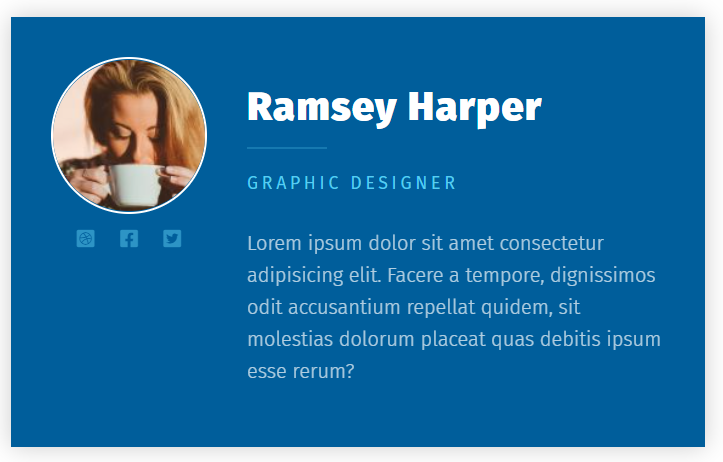 Ramsey Harper
GRAPHIC DESIGNER
Lorem ipsum dolor sit amet consectetur
adipisicing elit. Facere a tempore, dignissimos
odit accusantium repellat quidem, sit
molestias dolorum placeat quas debitis ipsum
esse rerum?